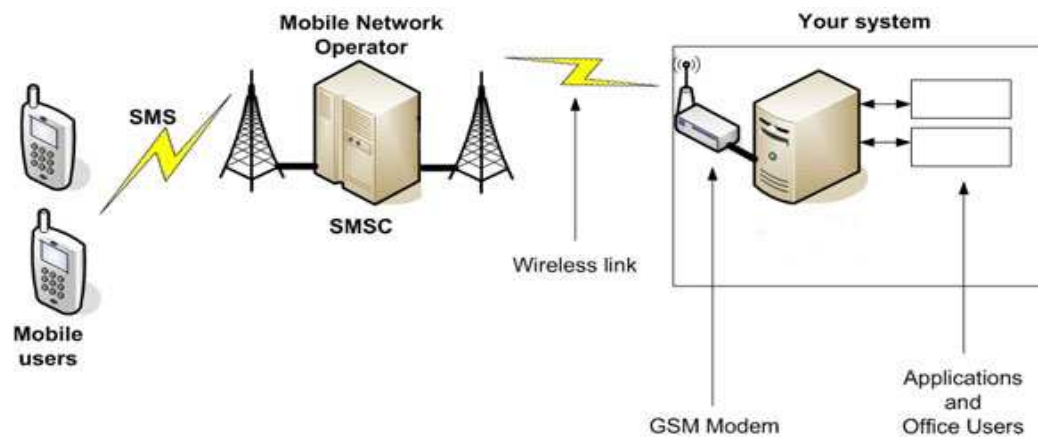 Mobile Network
Operator
Your system
SMS
SMSC
Wireless link
Mobile
users
GSM Modem
Applications
and
Office Users